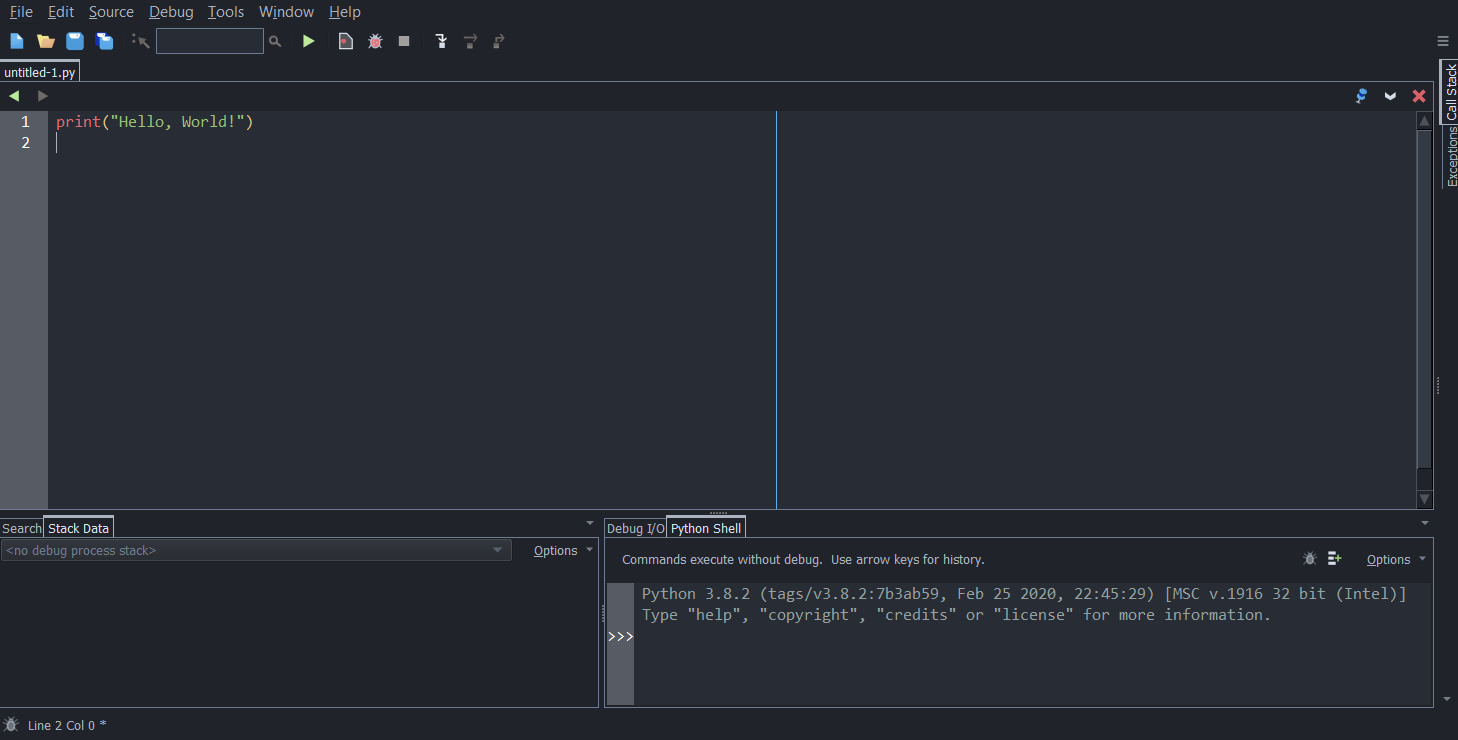 File Edit Source Debug Tools Window Help
untitled-1.py
Call Stack
Exceptions
1 print("Hello, World!")
2
Search Stack Data
<no debug process stack> Options
Debug I/O Python Shell
Commands execute without debug. Use arrow keys for history. Options
Python 3.8.2 (tags/v3.8.2:7b3ab59, Feb 25 2020, 22:45:29) [MSC v.1916 32 bit (Intel)]
Type "help", "copyright", "credits" or "license" for more information.
>>>
Line 2 Col 0 *